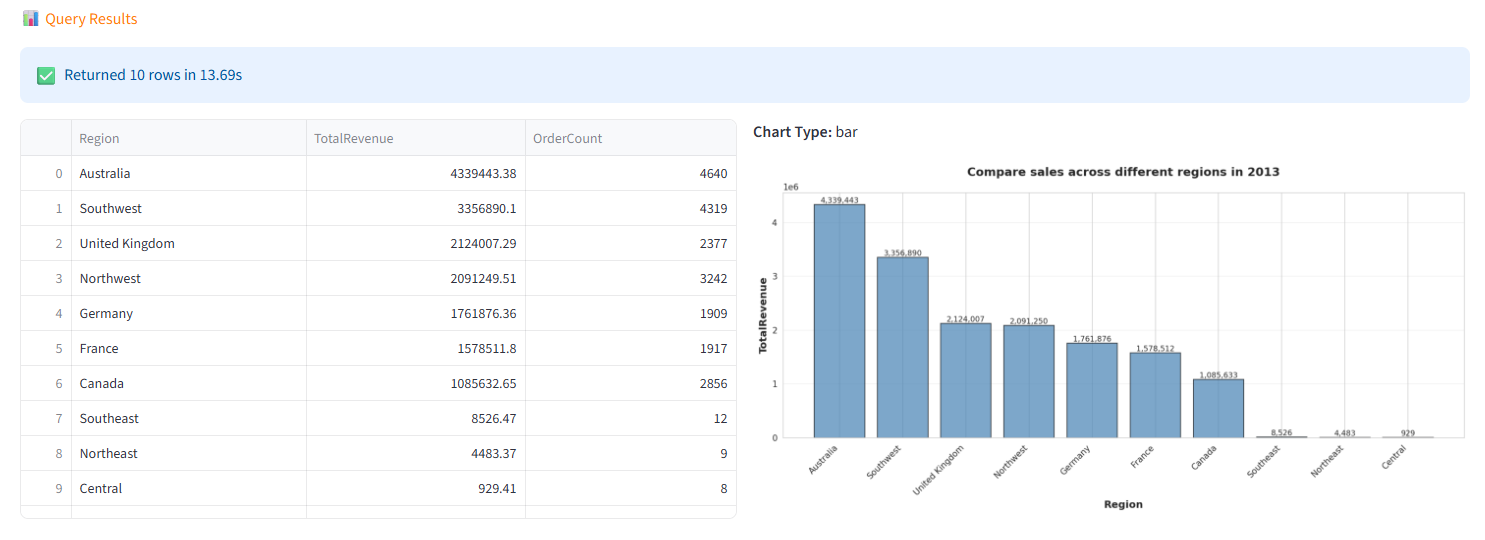 📊 Query Results
✅ Returned 10 rows in 13.69s
Region TotalRevenue OrderCount
0 Australia 4339443.38 4640
1 Southwest 3356890.1 4319
2 United Kingdom 2124007.29 2377
3 Northwest 2091249.51 3242
4 Germany 1761876.36 1909
5 France 1578511.8 1917
6 Canada 1085632.65 2856
7 Southeast 8526.47 12
8 Northeast 4483.37 9
9 Central 929.41 8
Chart Type: bar
Compare sales across different regions in 2013
1e6
4,339,443
3,356,890
2,124,007
2,091,250
1,761,876
1,578,512
1,085,633
8,526
4,483
929
4
3
2
1
0
TotalRevenue
Australia
Southwest
United Kingdom
Northwest
Germany
France
Canada
Southeast
Northeast
Central
Region